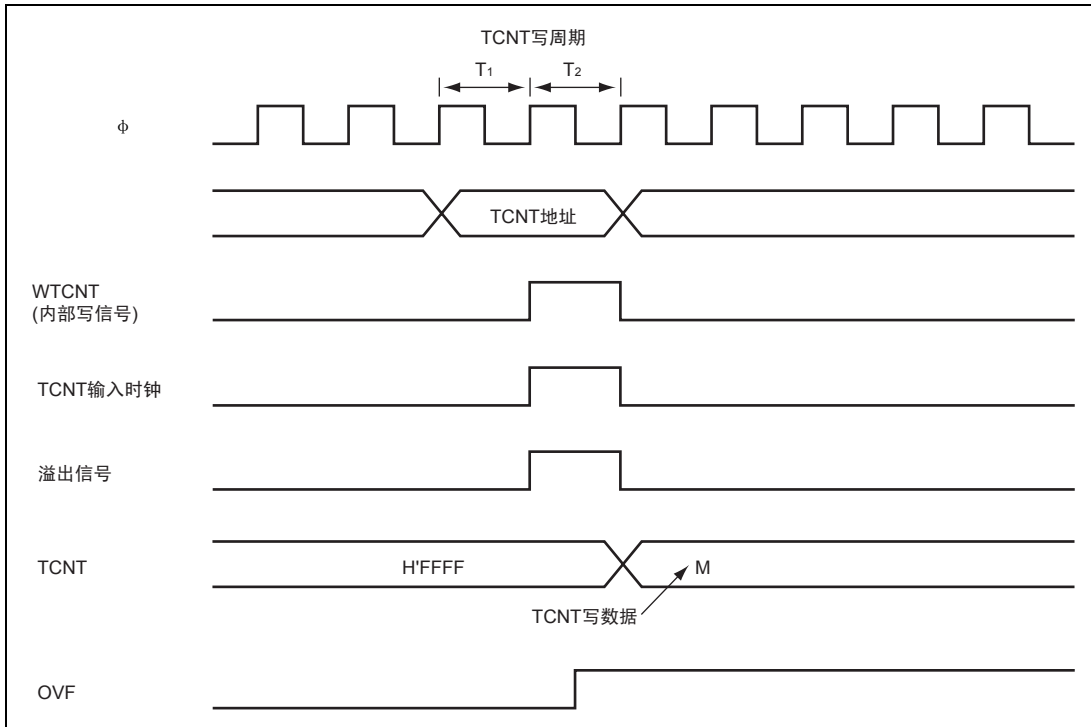 TCNT写周期
T1
T2
φ
TCNT地址
WTCNT
(内部写信号)
TCNT输入时钟
溢出信号
TCNT
H'FFFF
M
TCNT写数据
OVF